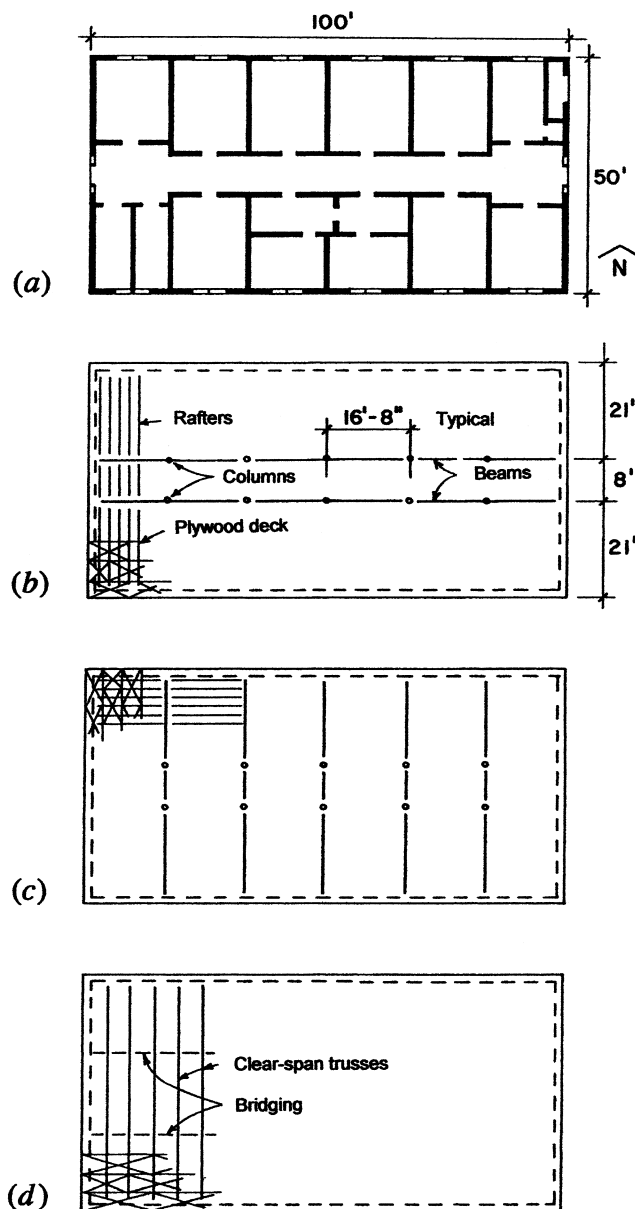 100'
50'
N
(a)
Rafters
16'-8"
Typical
21'
Columns
Beams
8'
Plywood deck
21'
(b)
(c)
Clear-span trusses
Bridging
(d)